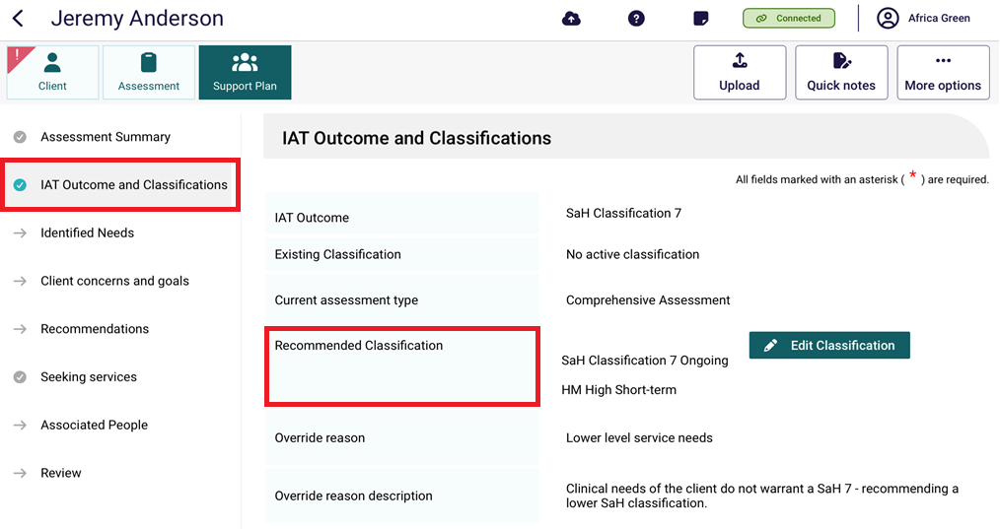 Jeremy Anderson
Connected
Africa Green
!
Client
Assessment
Support Plan
Upload
Quick notes
More options
Assessment Summary
IAT Outcome and Classifications
Identified Needs
Client concerns and goals
Recommendations
Seeking services
Associated People
Review
IAT Outcome and Classifications
All fields marked with an asterisk ( * ) are required.
IAT Outcome
SaH Classification 7
Existing Classification
No active classification
Current assessment type
Comprehensive Assessment
Recommended Classification
Edit Classification
SaH Classification 7 Ongoing
HM High Short-term
Override reason
Lower level service needs
Override reason description
Clinical needs of the client do not warrant a SaH 7 - recommending a
lower SaH classification.